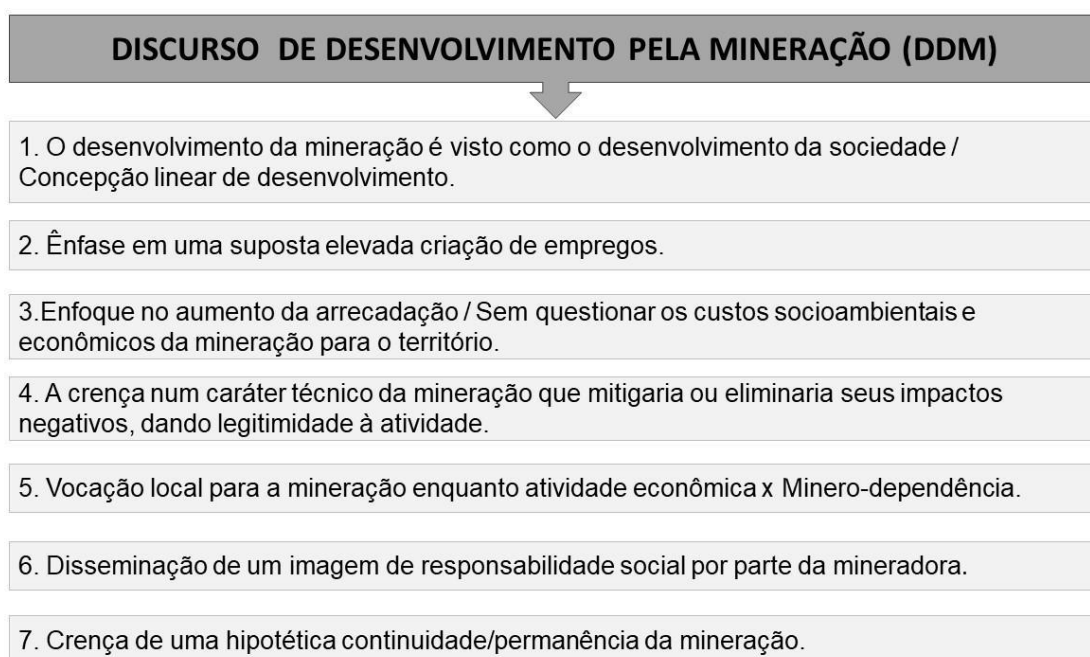 DISCURSO DE DESENVOLVIMENTO PELA MINERAÇÃO (DDM)
1. O desenvolvimento da mineração é visto como o desenvolvimento da sociedade /
Concepção linear de desenvolvimento.
2. Ênfase em uma suposta elevada criação de empregos.
3.Enfoque no aumento da arrecadação / Sem questionar os custos socioambientais e
econômicos da mineração para o território.
4. A crença num caráter técnico da mineração que mitigaria ou eliminaria seus impactos
negativos, dando legitimidade à atividade.
5. Vocação local para a mineração enquanto atividade econômica x Minero-dependência.
6. Disseminação de um imagem de responsabilidade social por parte da mineradora.
7. Crença de uma hipotética continuidade/permanência da mineração.